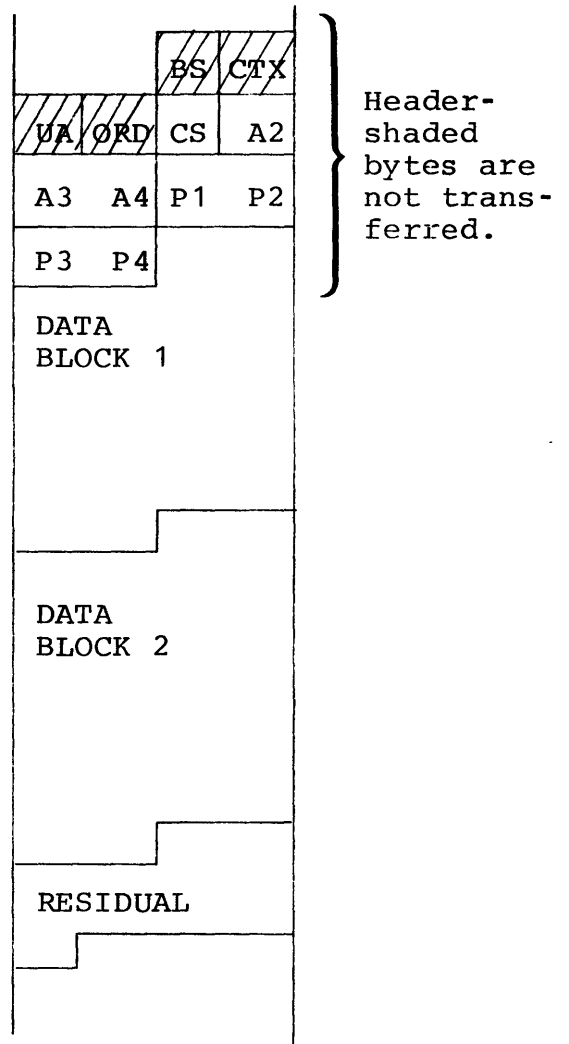 BS CTX
UA ORD CS A2
A3 A4 P1 P2
P3 P4
Header-
shaded
bytes are
not trans-
ferred.
DATA
BLOCK 1
DATA
BLOCK 2
RESIDUAL